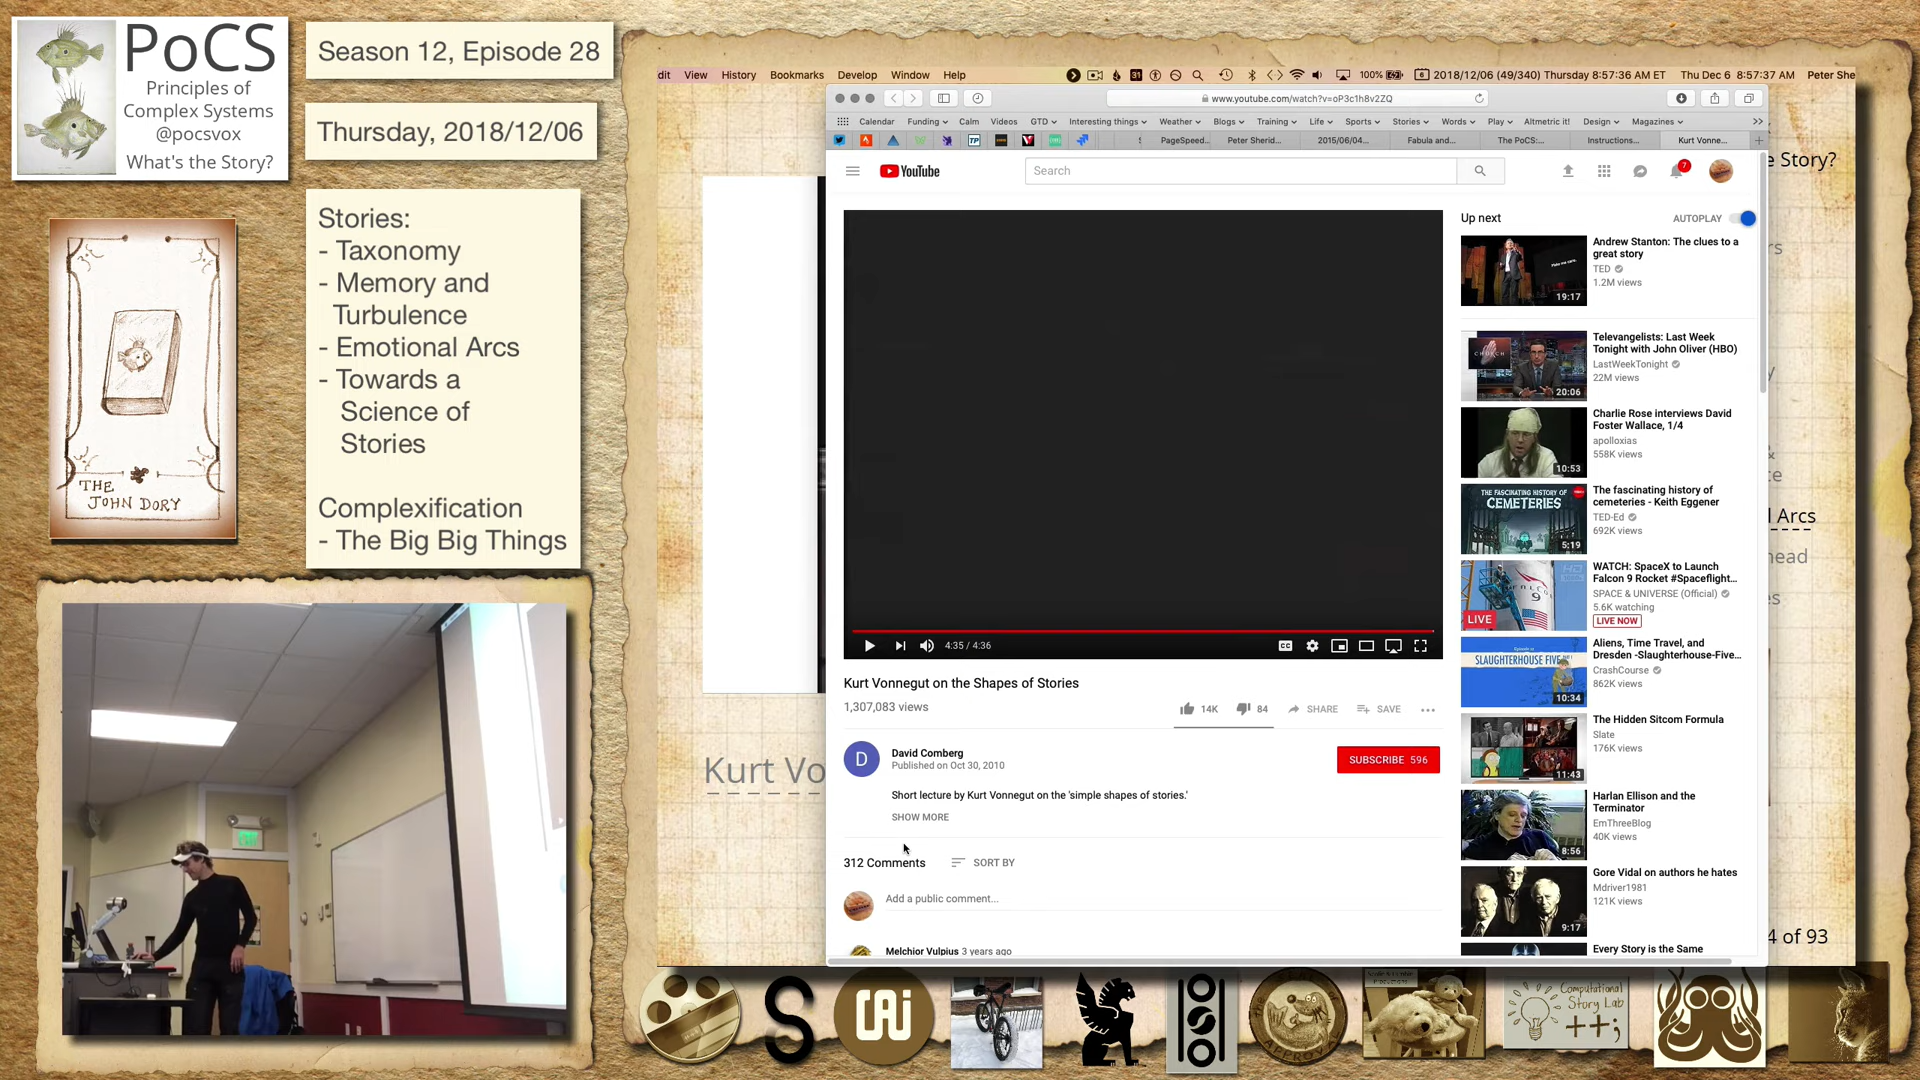 PoCS
Principles of
Complex Systems
@pocsvox
What's the Story?
Season 12, Episode 28
Thursday, 2018/12/06
Stories:
- Taxonomy
- Memory and
Turbulence
- Emotional Arcs
- Towards a
Science of
Stories
Complexification
- The Big Big Things
THE
JOHN DORY
dit View History Bookmarks Develop Window Help
31 100% 6 2018/12/06 (49/340) Thursday 8:57:36 AM ET Thu Dec 6 8:57:37 AM Peter She
www.youtube.com/watch?v=oP3c1h8v2ZQ
Calendar Funding Calm Videos GTD Interesting things Weather Blogs Training Life Sports Stories Words Play Altmetric it! Design Magazines
TP PageSpeed... Peter Sherid... 2015/06/04... Fabula and... The PoCS:... Instructions... Kurt Vonne...
YouTube
Search
7
e Story?
Up next
AUTOPLAY
Andrew Stanton: The clues to a
great story
TED
1.2M views
19:17
Televangelists: Last Week
Tonight with John Oliver (HBO)
LastWeekTonight
22M views
CHURCH
20:06
Charlie Rose interviews David
Foster Wallace, 1/4
apolloxias
558K views
10:53
The fascinating history of
cemeteries - Keith Eggener
TED-Ed
692K views
THE FASCINATING HISTORY OF
CEMETERIES
5:19
l Arcs
WATCH: SpaceX to Launch
Falcon 9 Rocket #Spaceflight...
SPACE & UNIVERSE (Official)
5.6K watching
LIVE NOW
LIVE
Aliens, Time Travel, and
Dresden -Slaughterhouse-Five...
CrashCourse
862K views
SLAUGHTERHOUSE FIVE
10:34
The Hidden Sitcom Formula
Slate
176K views
11:43
Harlan Ellison and the
Terminator
EmThreeBlog
40K views
8:56
Gore Vidal on authors he hates
Mdriver1981
121K views
9:17
Every Story is the Same
4:35 / 4:36
CC
Kurt Vonnegut on the Shapes of Stories
1,307,083 views
14K 84 SHARE SAVE
D
David Comberg
Published on Oct 30, 2010
SUBSCRIBE 596
Short lecture by Kurt Vonnegut on the 'simple shapes of stories.'
SHOW MORE
312 Comments
SORT BY
Add a public comment...
Melchior Vulpius 3 years ago
Kurt Vo
4 of 93
Computational
Story Lab
++;